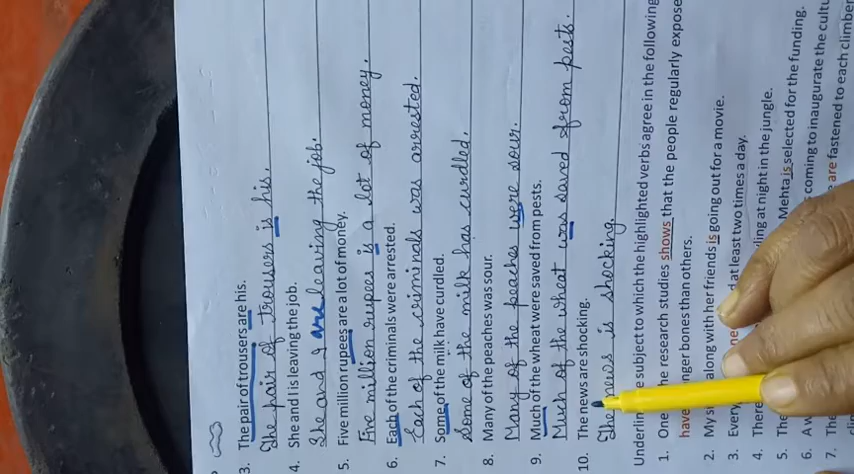 3. The pair of trousers are his.
The pair of trousers is his.
4. She and I is leaving the job.
She and I are leaving the job.
5. Five million rupees are a lot of money.
Five million rupees is a lot of money.
6. Each of the criminals were arrested.
Each of the criminals was arrested.
7. Some of the milk have curdled.
Some of the milk has curdled.
8. Many of the peaches was sour.
Many of the peaches were sour.
9. Much of the wheat were saved from pests.
Much of the wheat was saved from pests.
10. The news are shocking.
The news is shocking.
Underline subject to which the highlighted verbs agree in the following
1. One he research studies shows that the people regularly expose
have nger bones than others.
2. My along with her friends is going out for a movie.
3. Every at least two times a day.
4. There at night in the jungle.
5. The Mehta is selected for the funding.
6. A coming to inaugurate the
7. The are fastened to each climber